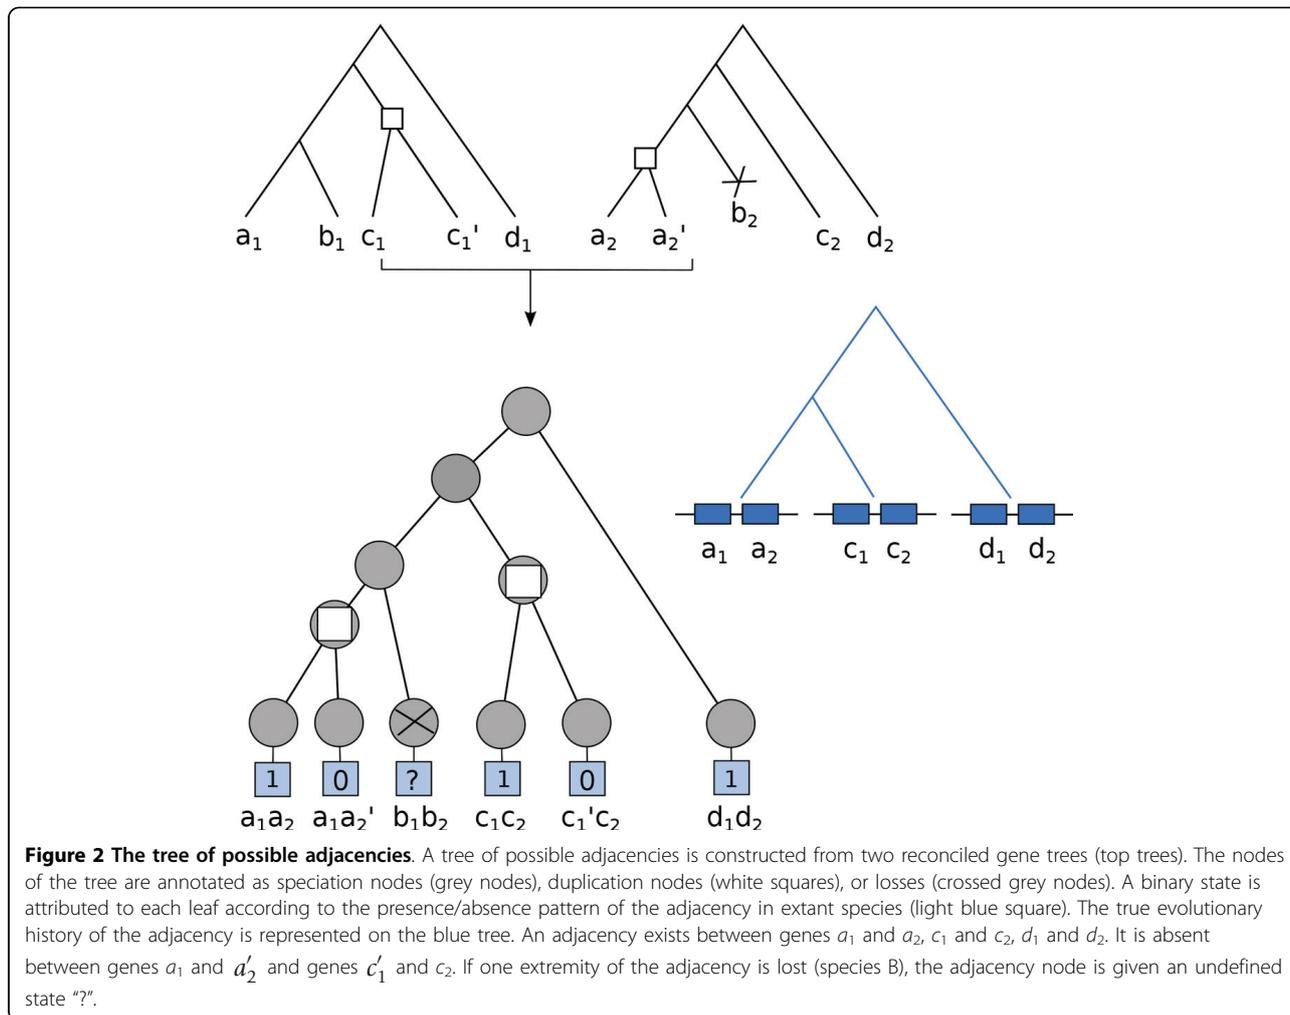 a₁ b₁ c₁ c₁' d₁ a₂ a₂' b₂ c₂ d₂
a₁ a₂ c₁ c₂ d₁ d₂
1 0 ? 1 0 1
a₁a₂ a₁a₂' b₁b₂ c₁c₂ c₁'c₂ d₁d₂
Figure 2 The tree of possible adjacencies. A tree of possible adjacencies is constructed from two reconciled gene trees (top trees). The nodes
of the tree are annotated as speciation nodes (grey nodes), duplication nodes (white squares), or losses (crossed grey nodes). A binary state is
attributed to each leaf according to the presence/absence pattern of the adjacency in extant species (light blue square). The true evolutionary
history of the adjacency is represented on the blue tree. An adjacency exists between genes a₁ and a₂, c₁ and c₂, d₁ and d₂. It is absent
between genes a₁ and a′₂ and genes c′₁ and c₂. If one extremity of the adjacency is lost (species B), the adjacency node is given an undefined
state “?”.